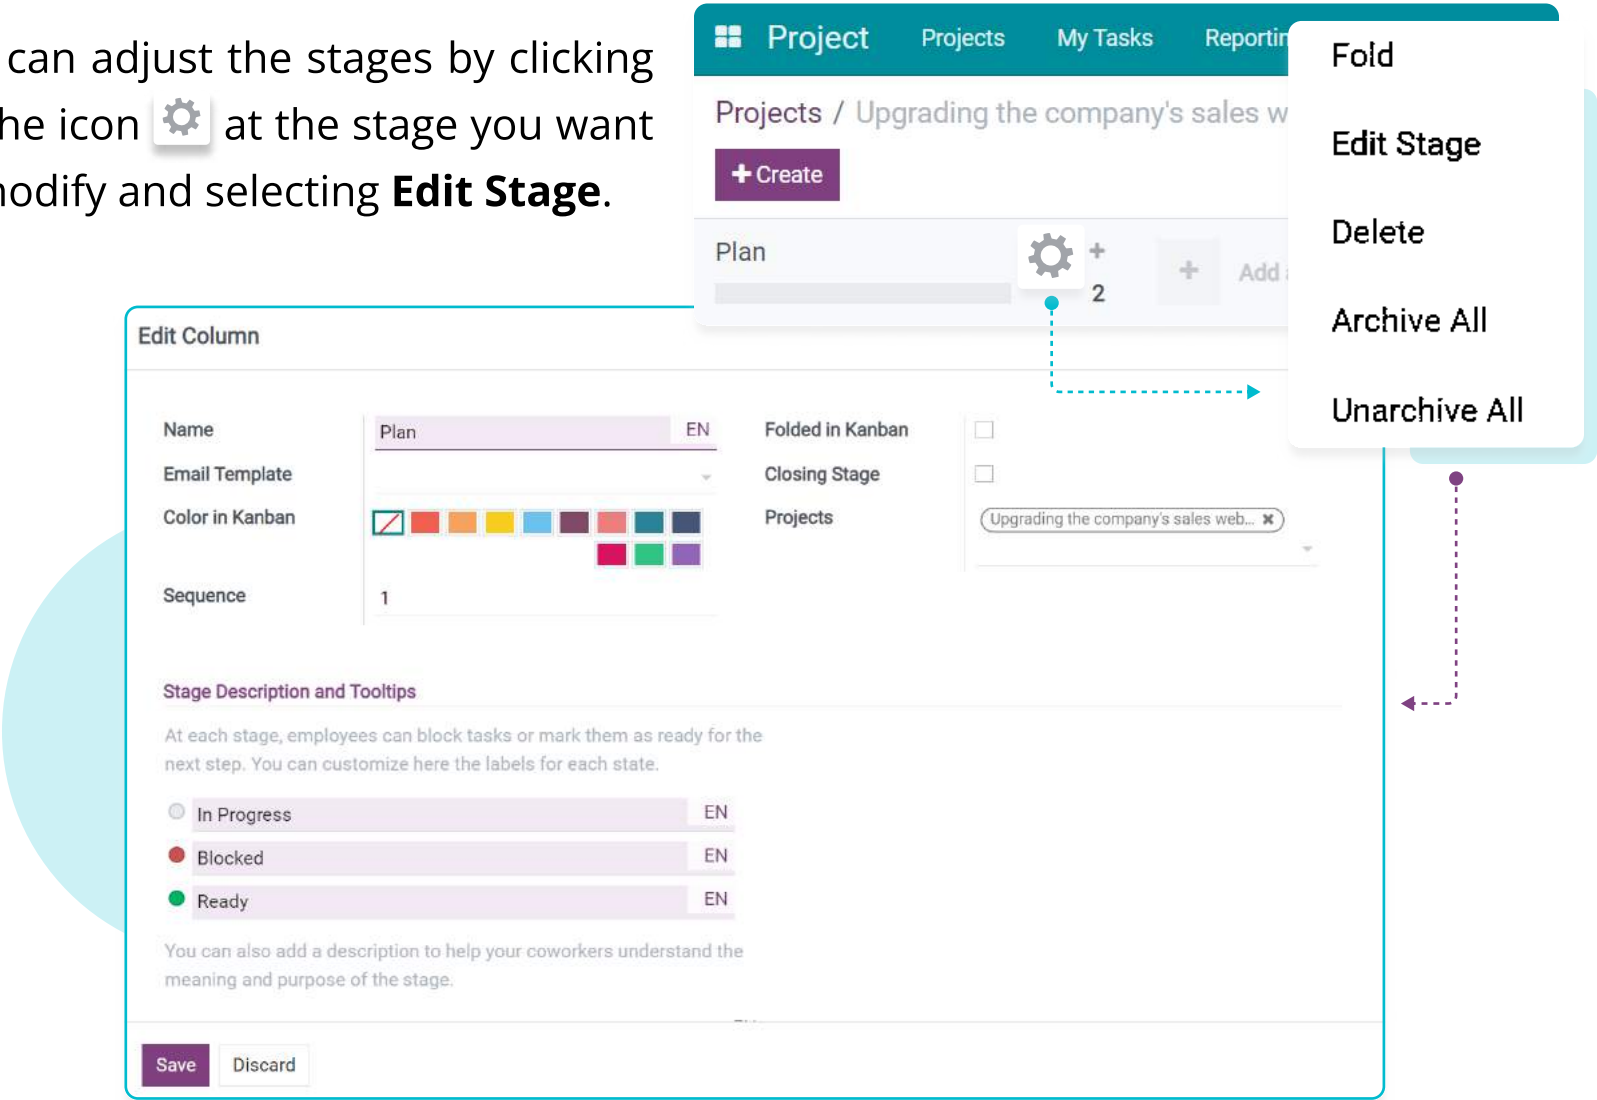 can adjust the stages by clicking
he icon at the stage you want
odify and selecting Edit Stage.
Project Projects My Tasks
Projects / Upgrading the company's sales w
+ Create
Plan
+
2
+ Add
Fold
Edit Stage
Delete
Archive All
Unarchive All
Edit Column
Name Plan EN
Email Template
Color in Kanban
Sequence 1
Folded in Kanban
Closing Stage
Projects Upgrading the company's sales web... ✖
Stage Description and Tooltips
At each stage, employees can block tasks or mark them as ready for the
next step. You can customize here the labels for each state.
In Progress EN
Blocked EN
Ready EN
You can also add a description to help your coworkers understand the
meaning and purpose of the stage.
Save Discard